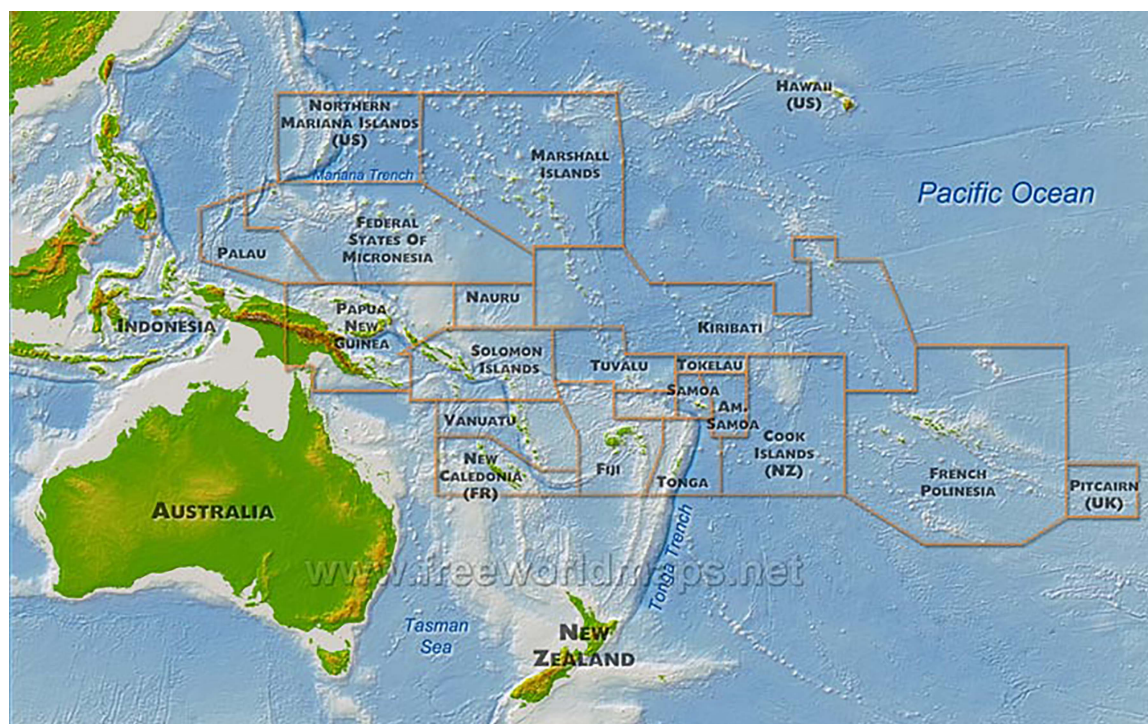 HAWAII
(US)
NORTHERN
MARIANA ISLANDS
(US)
MARSHALL
ISLANDS
Mariana Trench
Pacific Ocean
FEDERAL
STATES OF
MICRONESIA
PALAU
NAURU
INDONESIA
PAPUA
NEW
GUINEA
KIRIBATI
SOLOMON
ISLANDS
TUVALU
TOKELAU
SAMOA
AM.
SAMOA
VANUATU
COOK
ISLANDS
(NZ)
NEW
CALEDONIA
(FR)
FIJI
TONGA
FRENCH
POLINESIA
PITCAIRN
(UK)
AUSTRALIA
Tonga Trench
www.freeworldmaps.net
Tasman
Sea
NEW
ZEALAND